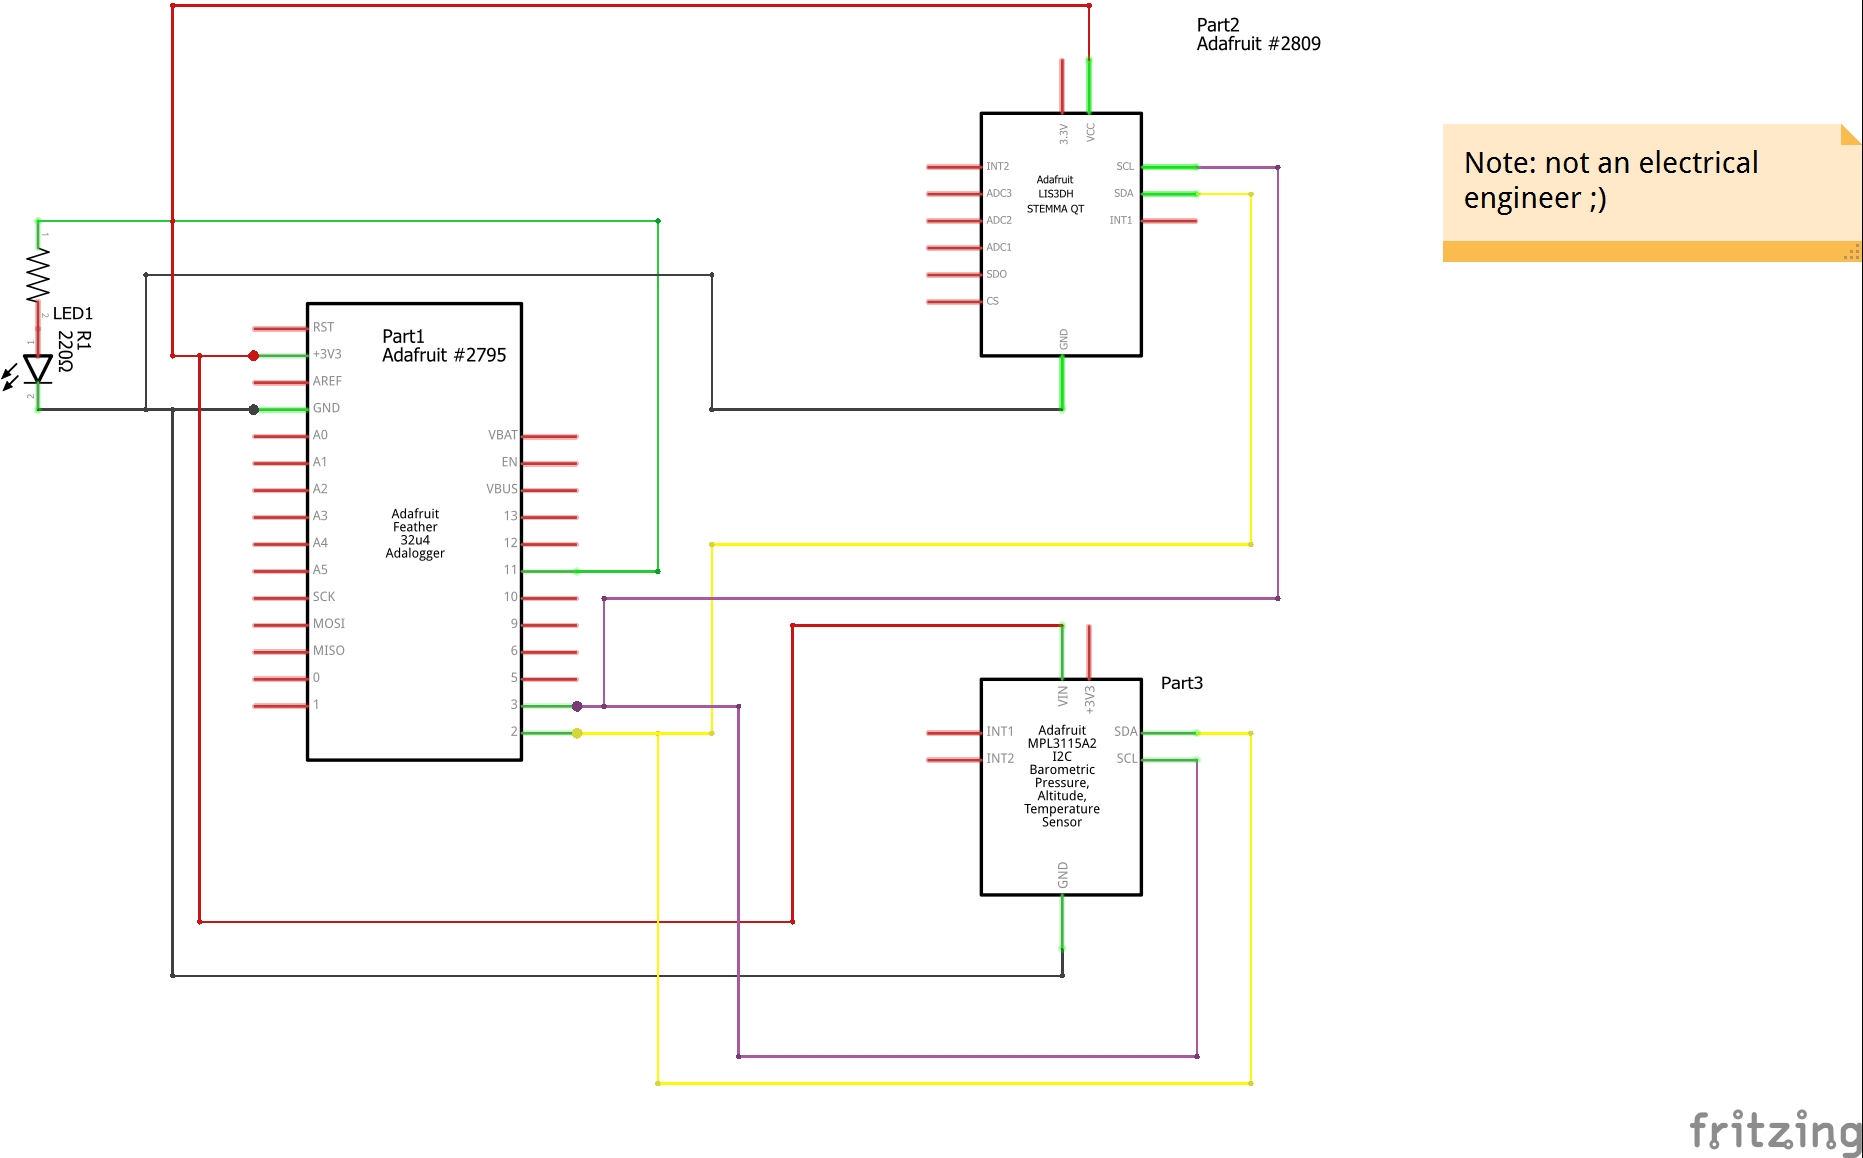 Part2
Adafruit #2809
Note: not an electrical
engineer ;)
3.3V
VCC
INT2
ADC3
ADC2
ADC1
SDO
CS
Adafruit
LIS3DH
STEMMA QT
SCL
SDA
INT1
GND
1
2
LED1
R1
220Ω
1
2
Part1
Adafruit #2795
RST
+3V3
AREF
GND
A0
A1
A2
A3
A4
A5
SCK
MOSI
MISO
0
1
Adafruit
Feather
32u4
Adalogger
VBAT
EN
VBUS
13
12
11
10
9
6
5
3
2
Part3
VIN
+3V3
INT1
INT2
Adafruit
MPL3115A2
I2C
Barometric
Pressure,
Altitude,
Temperature
Sensor
SDA
SCL
GND
fritzing